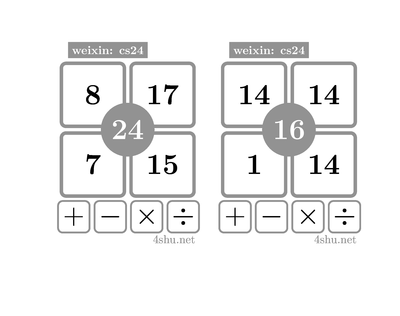 weixin: cs24
8 17
24
7 15
+ − × ÷
4shu.net
weixin: cs24
14 14
16
1 14
+ − × ÷
4shu.net